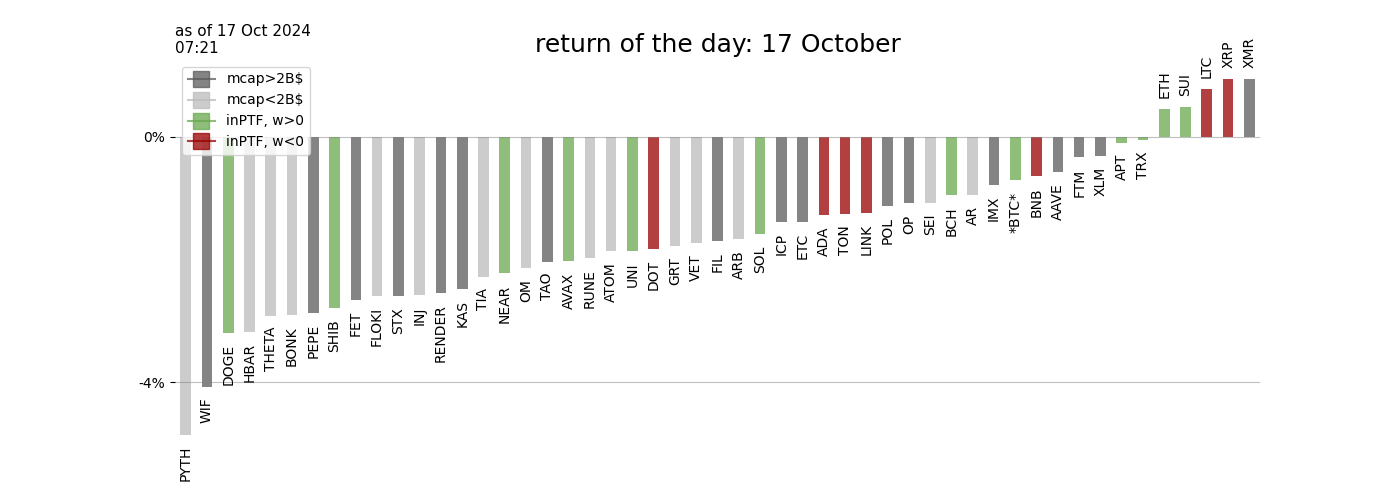 as of 17 Oct 2024
07:21
return of the day: 17 October
mcap>2B$
mcap<2B$
inPTF, w>0
inPTF, w<0
0%
-4%
PYTH
WIF
DOGE
HBAR
THETA
BONK
PEPE
SHIB
FET
FLOKI
STX
INJ
RENDER
KAS
TIA
NEAR
OM
TAO
AVAX
RUNE
ATOM
UNI
DOT
GRT
VET
FIL
ARB
SOL
ICP
ETC
ADA
TON
LINK
POL
OP
SEI
BCH
AR
IMX
*BTC*
BNB
AAVE
FTM
XLM
APT
TRX
ETH
SUI
LTC
XRP
XMR